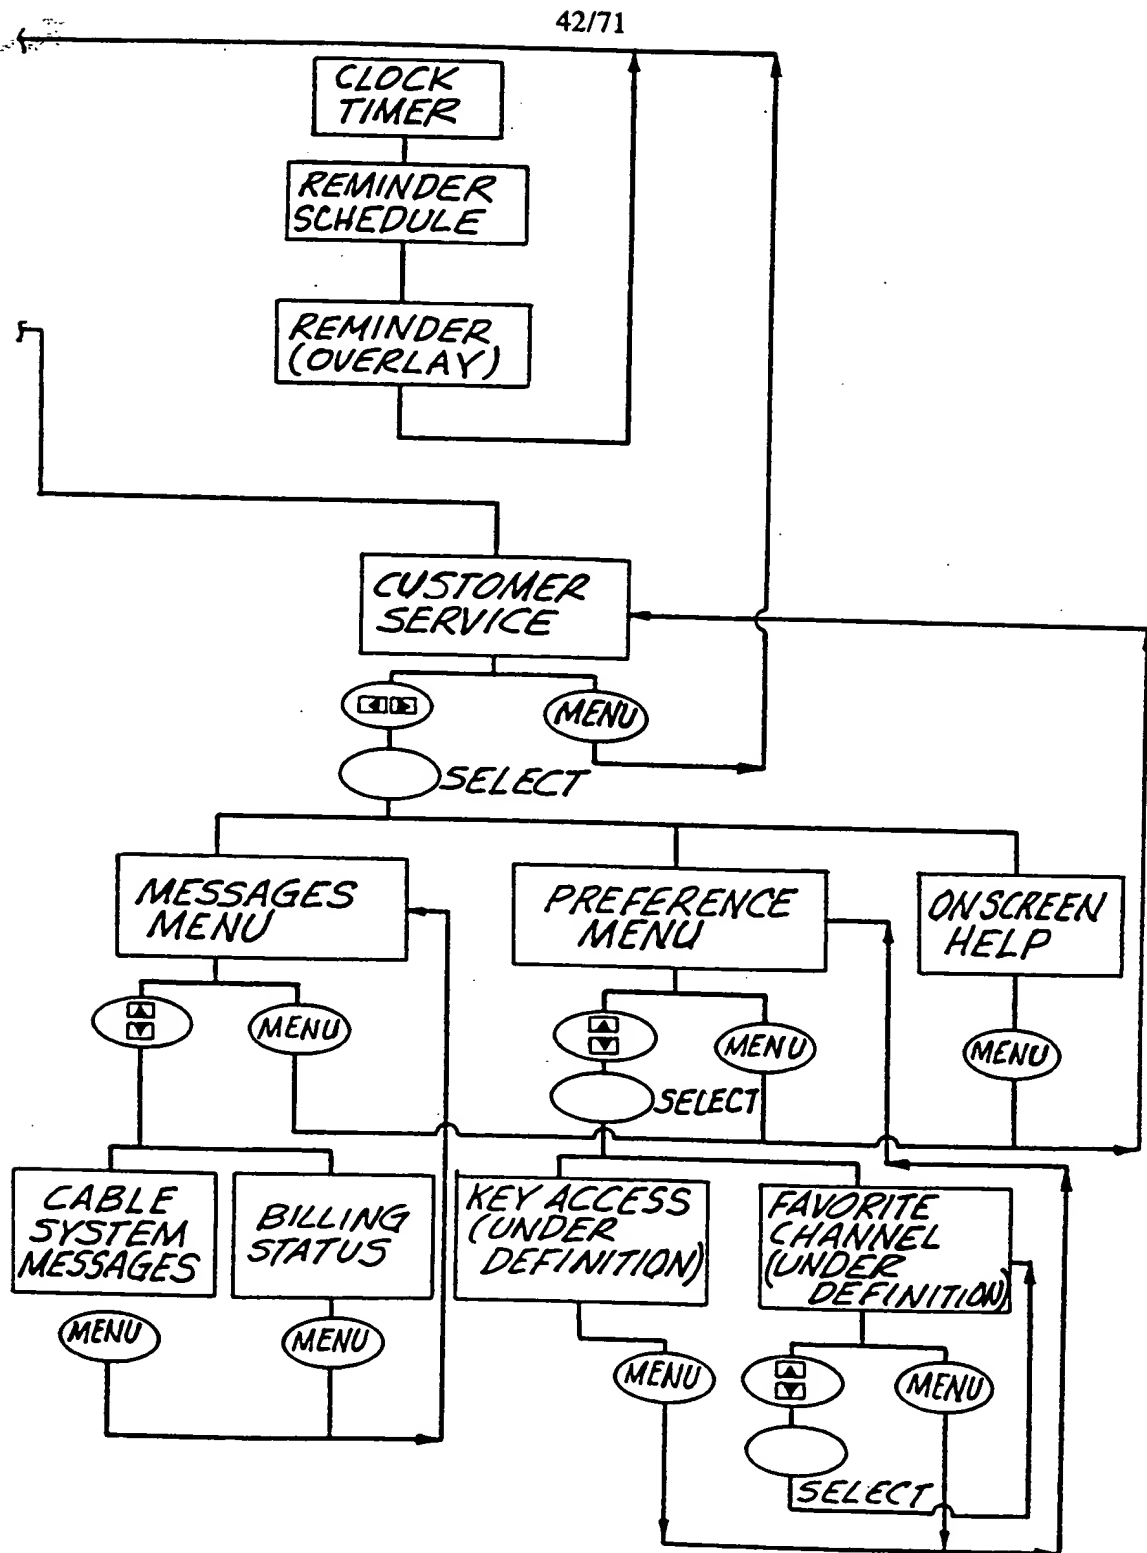 42/71
CLOCK
TIMER
REMINDER
SCHEDULE
REMINDER
(OVERLAY)
CUSTOMER
SERVICE
MENU
SELECT
MESSAGES
MENU
PREFERENCE
MENU
ON SCREEN
HELP
MENU
MENU
MENU
SELECT
CABLE
SYSTEM
MESSAGES
BILLING
STATUS
KEY ACCESS
(UNDER
DEFINITION)
FAVORITE
CHANNEL
(UNDER
DEFINITION)
MENU
MENU
MENU
MENU
SELECT